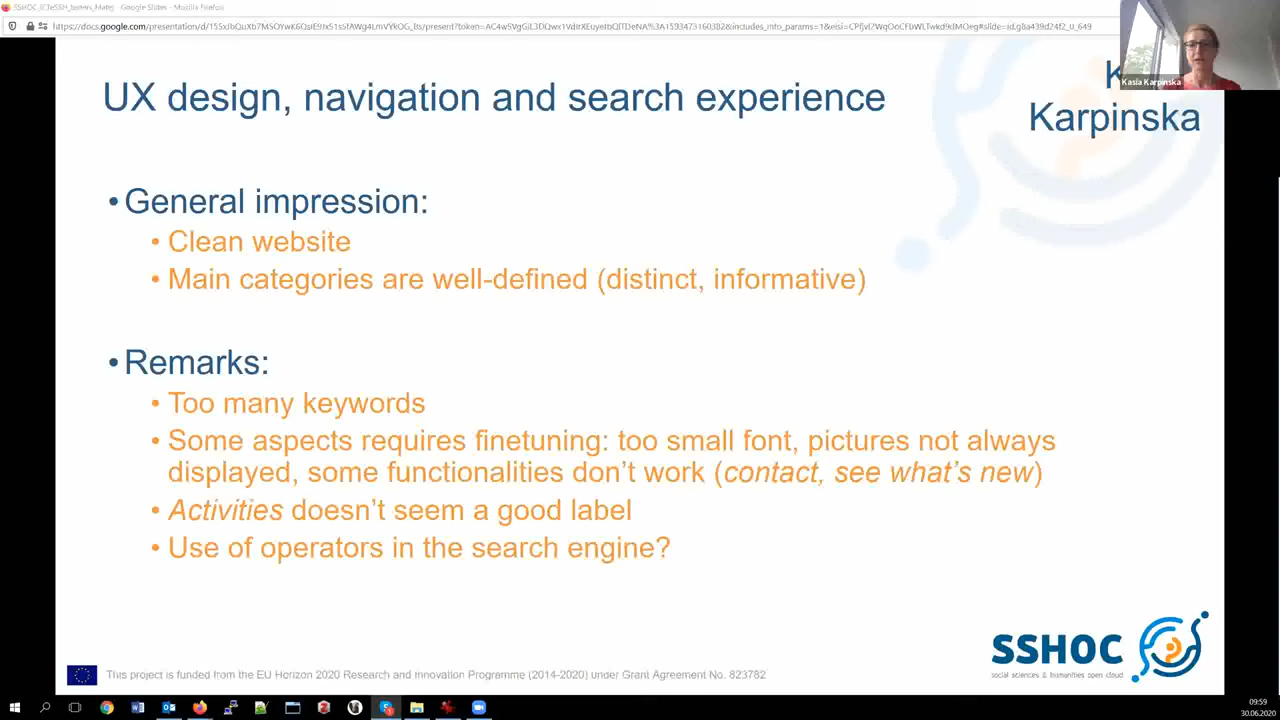 UX design, navigation and search experience
K
Karpinska
Kasia Karpinska
•General impression:
• Clean website
• Main categories are well-defined (distinct, informative)
•Remarks:
• Too many keywords
• Some aspects requires finetuning: too small font, pictures not always
displayed, some functionalities don't work (contact, see what's new)
• Activities doesn't seem a good label
• Use of operators in the search engine?
SSHOC
social sciences & humanities open cloud
This project is funded from the EU Horizon 2020 Research and Innovation Programme (2014-2020) under Grant Agreement No. 823782
09:59
30.06.2020